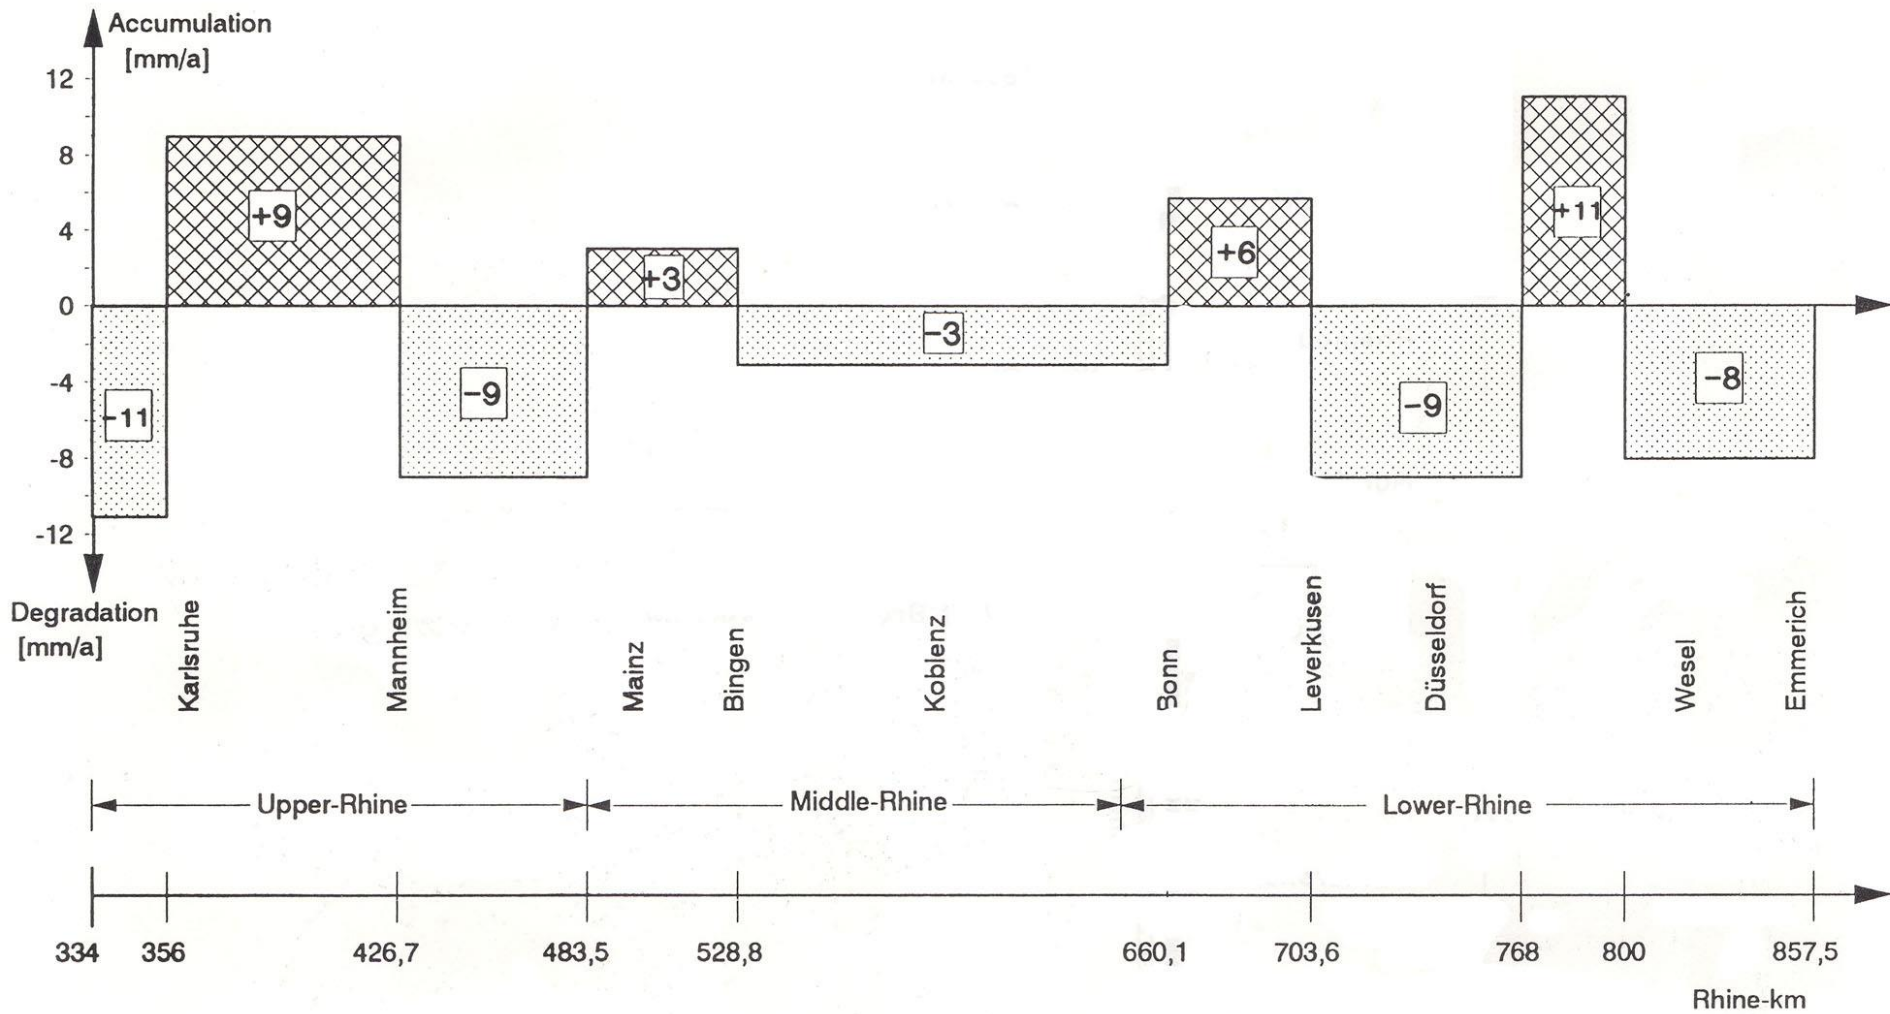 Accumulation
[mm/a]
12
8
4
0
-4
-8
-12
+9
+3
+6
+11
-11
-9
-3
-9
-8
Degradation
[mm/a]
Karlsruhe
Mannheim
Mainz
Bingen
Koblenz
Bonn
Leverkusen
Düsseldorf
Wesel
Emmerich
Upper-Rhine Middle-Rhine Lower-Rhine
334 356 426,7 483,5 528,8 660,1 703,6 768 800 857,5
Rhine-km